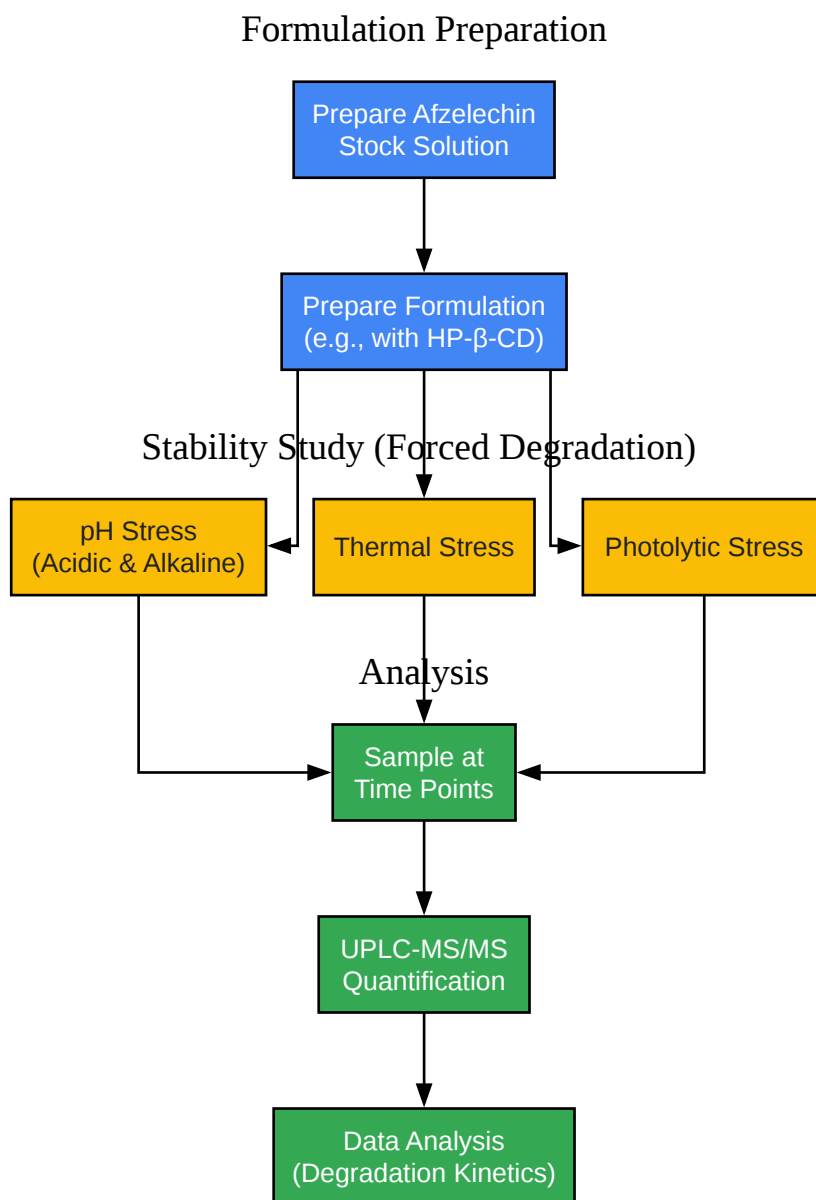 Formulation Preparation
Prepare Afzelechin
Stock Solution
Prepare Formulation
(e.g., with HP-β-CD)
Stability Study (Forced Degradation)
pH Stress
(Acidic & Alkaline)
Thermal Stress
Photolytic Stress
Analysis
Sample at
Time Points
UPLC-MS/MS
Quantification
Data Analysis
(Degradation Kinetics)